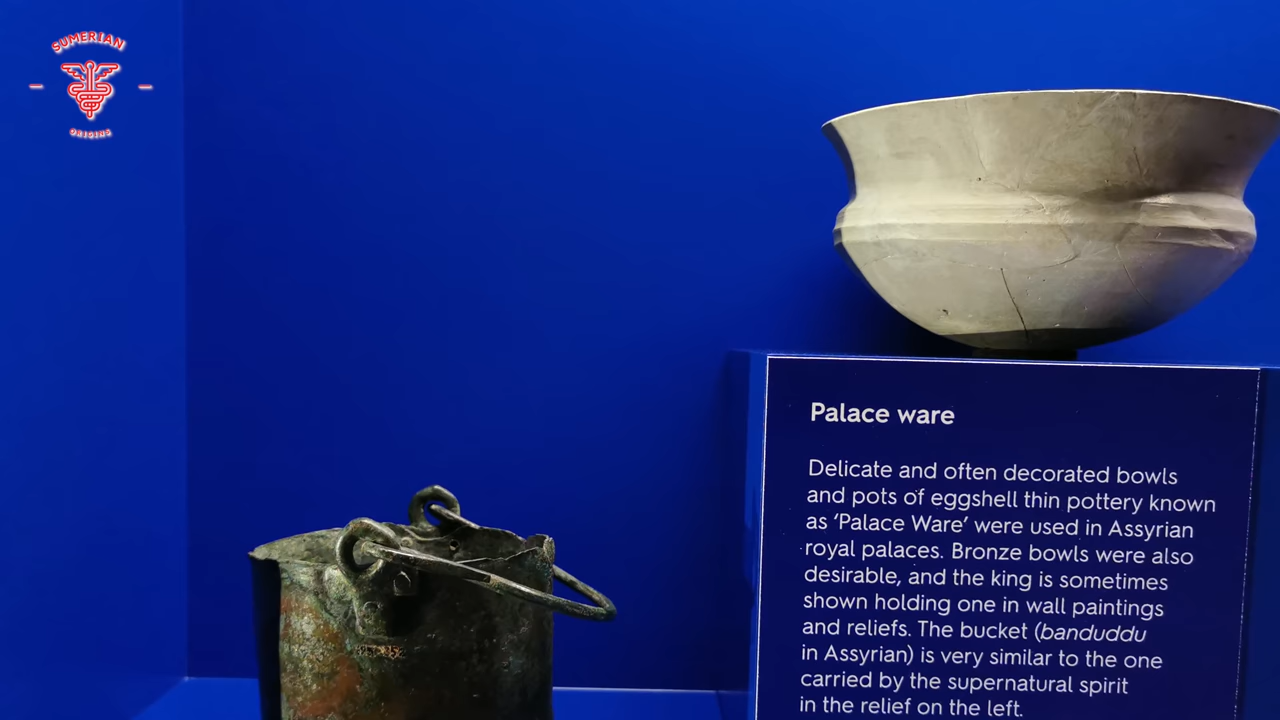 SUMERIAN
ORIGINS
Palace ware
Delicate and often decorated bowls
and pots of eggshell thin pottery known
as ‘Palace Ware’ were used in Assyrian
royal palaces. Bronze bowls were also
desirable, and the king is sometimes
shown holding one in wall paintings
and reliefs. The bucket (banduddu
in Assyrian) is very similar to the one
carried by the supernatural spirit
in the relief on the left.